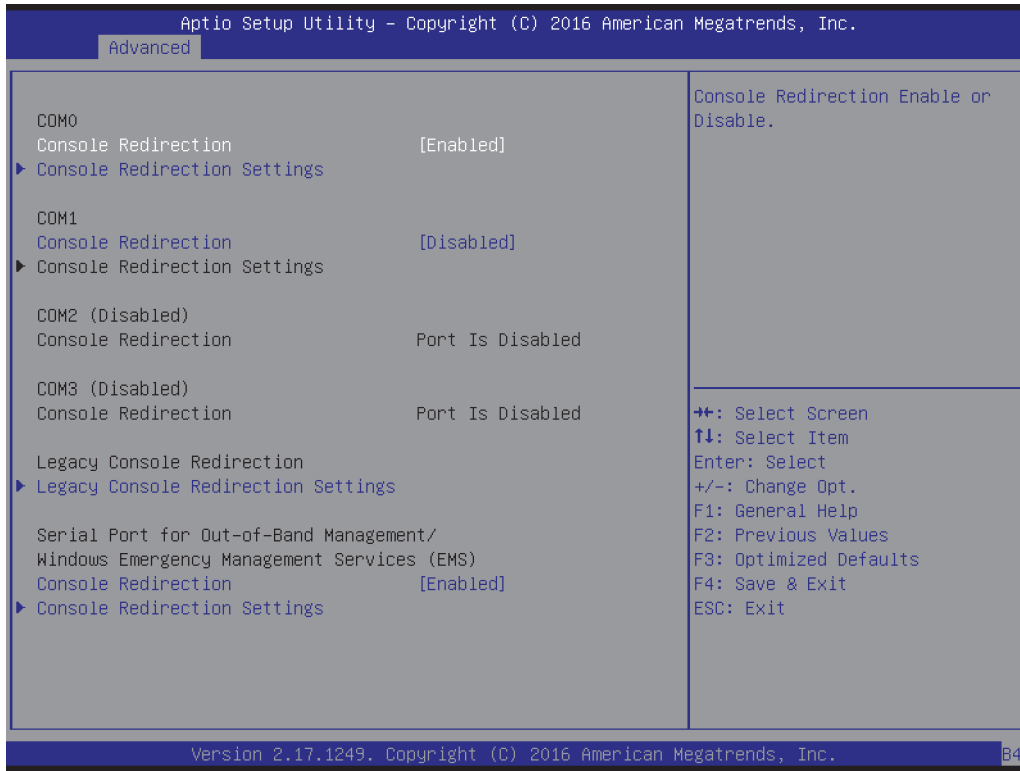 Aptio Setup Utility – Copyright (C) 2016 American Megatrends, Inc.
Advanced
COM0
Console Redirection [Enabled]
▶ Console Redirection Settings
COM1
Console Redirection [Disabled]
▶ Console Redirection Settings
COM2 (Disabled)
Console Redirection Port Is Disabled
COM3 (Disabled)
Console Redirection Port Is Disabled
Legacy Console Redirection
▶ Legacy Console Redirection Settings
Serial Port for Out-of-Band Management/
Windows Emergency Management Services (EMS)
Console Redirection [Enabled]
▶ Console Redirection Settings
Console Redirection Enable or
Disable.
→←: Select Screen
↑↓: Select Item
Enter: Select
+/-: Change Opt.
F1: General Help
F2: Previous Values
F3: Optimized Defaults
F4: Save & Exit
ESC: Exit
Version 2.17.1249. Copyright (C) 2016 American Megatrends, Inc.
B4